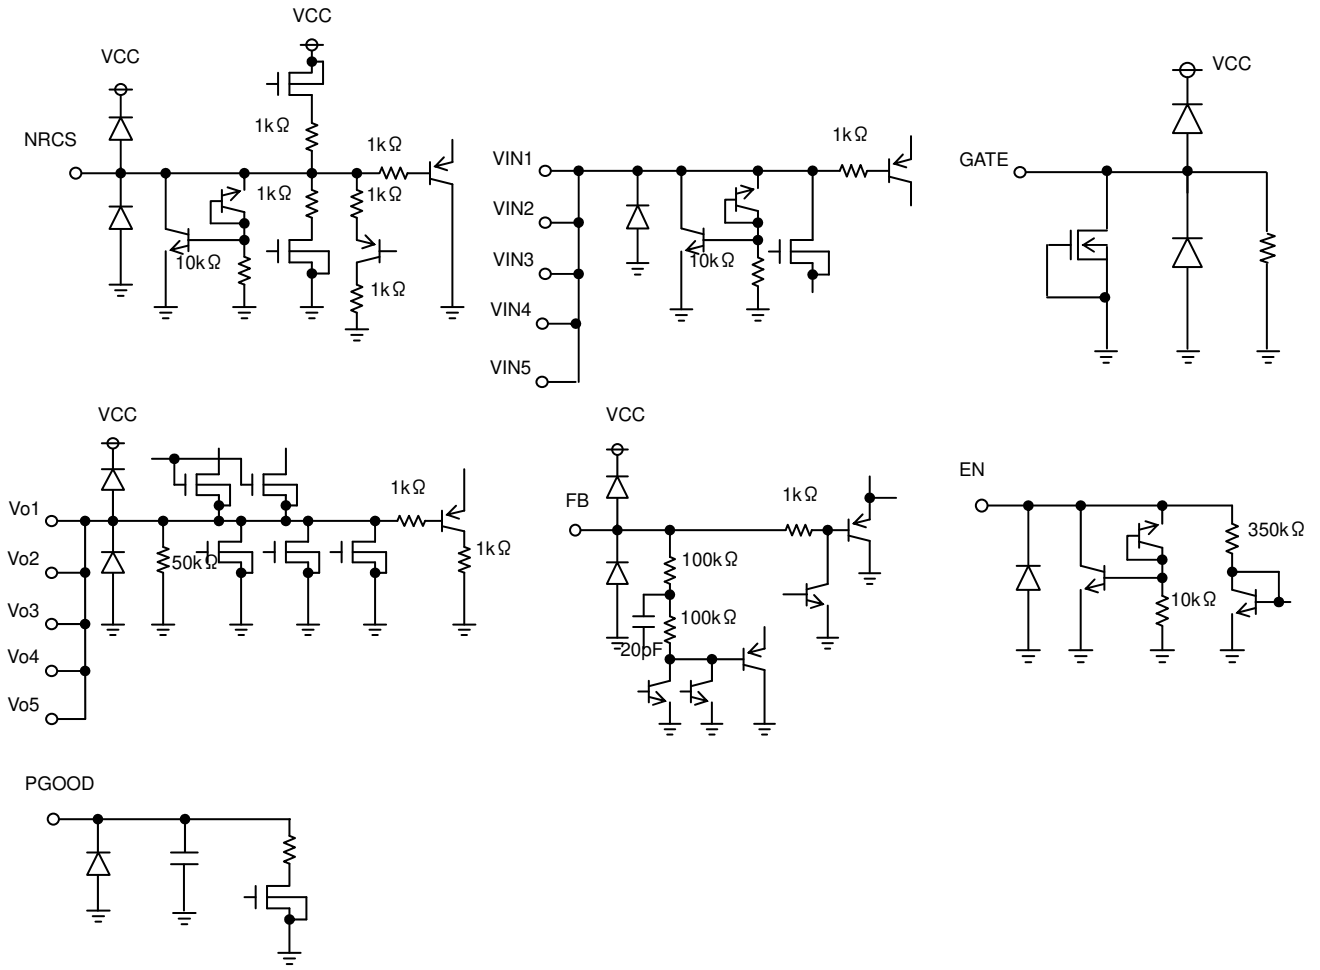 VCC
VCC
NRCS
1kΩ
1kΩ
1kΩ
1kΩ
10kΩ
1kΩ
VIN1
VIN2
VIN3
VIN4
VIN5
1kΩ
10kΩ
VCC
GATE
VCC
Vo1
Vo2
Vo3
Vo4
Vo5
50kΩ
1kΩ
1kΩ
VCC
FB
1kΩ
100kΩ
100kΩ
20pF
EN
350kΩ
10kΩ
PGOOD